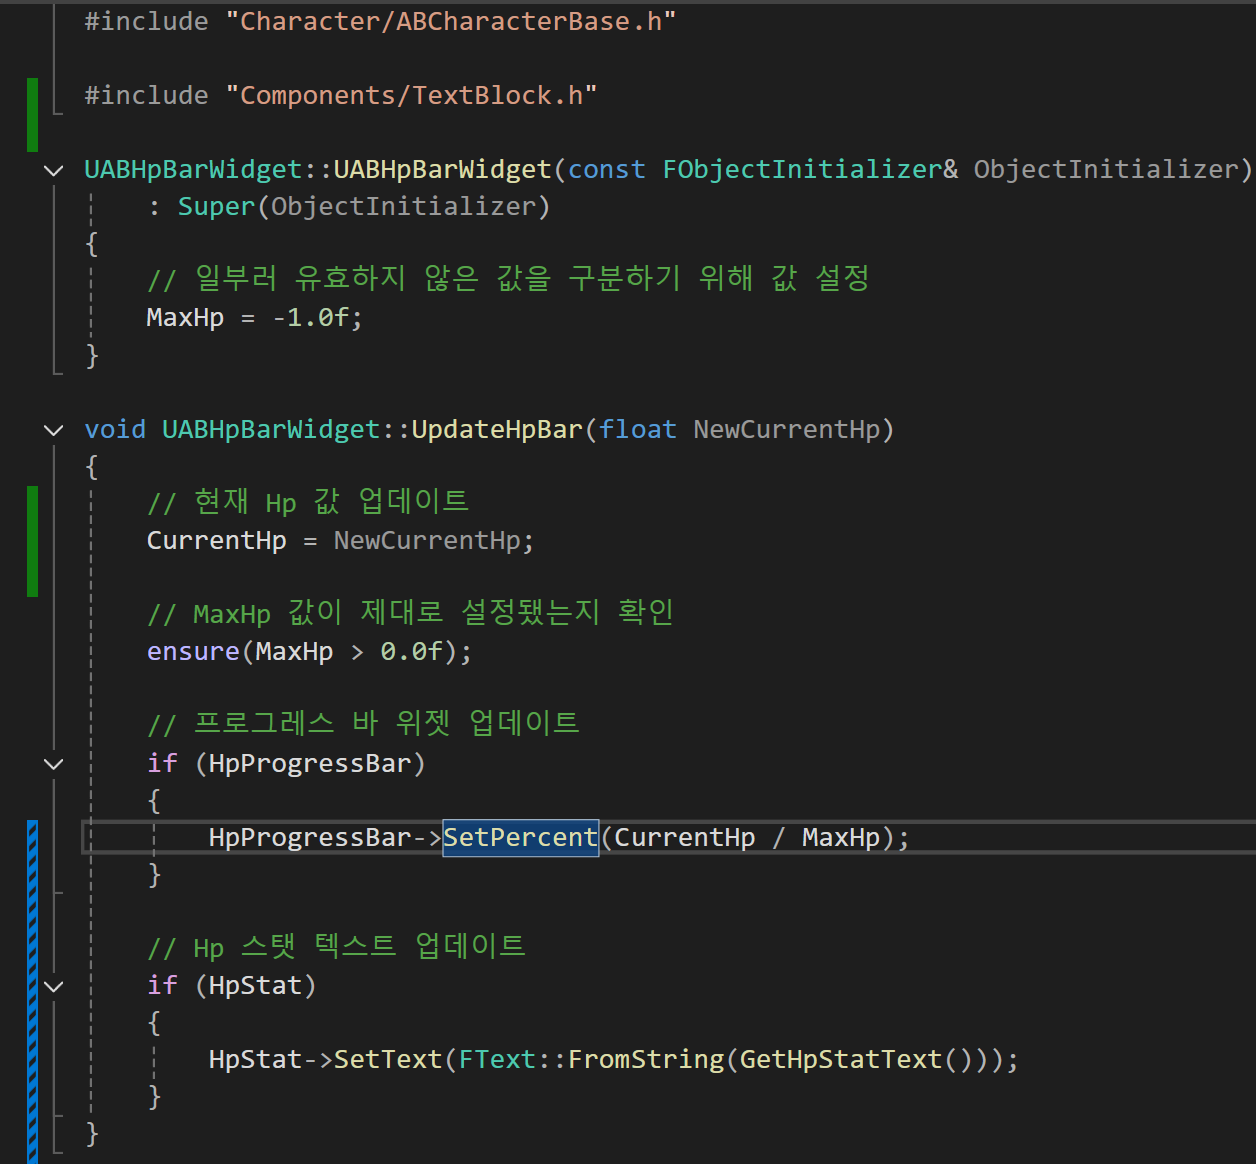 #include "Character/ABCharacterBase.h"
#include "Components/TextBlock.h"
UABHpBarWidget::UABHpBarWidget(const FObjectInitializer& ObjectInitializer)
: Super(ObjectInitializer)
{
// 일부러 유효하지 않은 값을 구분하기 위해 값 설정
MaxHp = -1.0f;
}
void UABHpBarWidget::UpdateHpBar(float NewCurrentHp)
{
// 현재 Hp 값 업데이트
CurrentHp = NewCurrentHp;
// MaxHp 값이 제대로 설정됐는지 확인
ensure(MaxHp > 0.0f);
// 프로그레스 바 위젯 업데이트
if (HpProgressBar)
{
HpProgressBar->SetPercent(CurrentHp / MaxHp);
}
// Hp 스탯 텍스트 업데이트
if (HpStat)
{
HpStat->SetText(FText::FromString(GetHpStatText()));
}
}